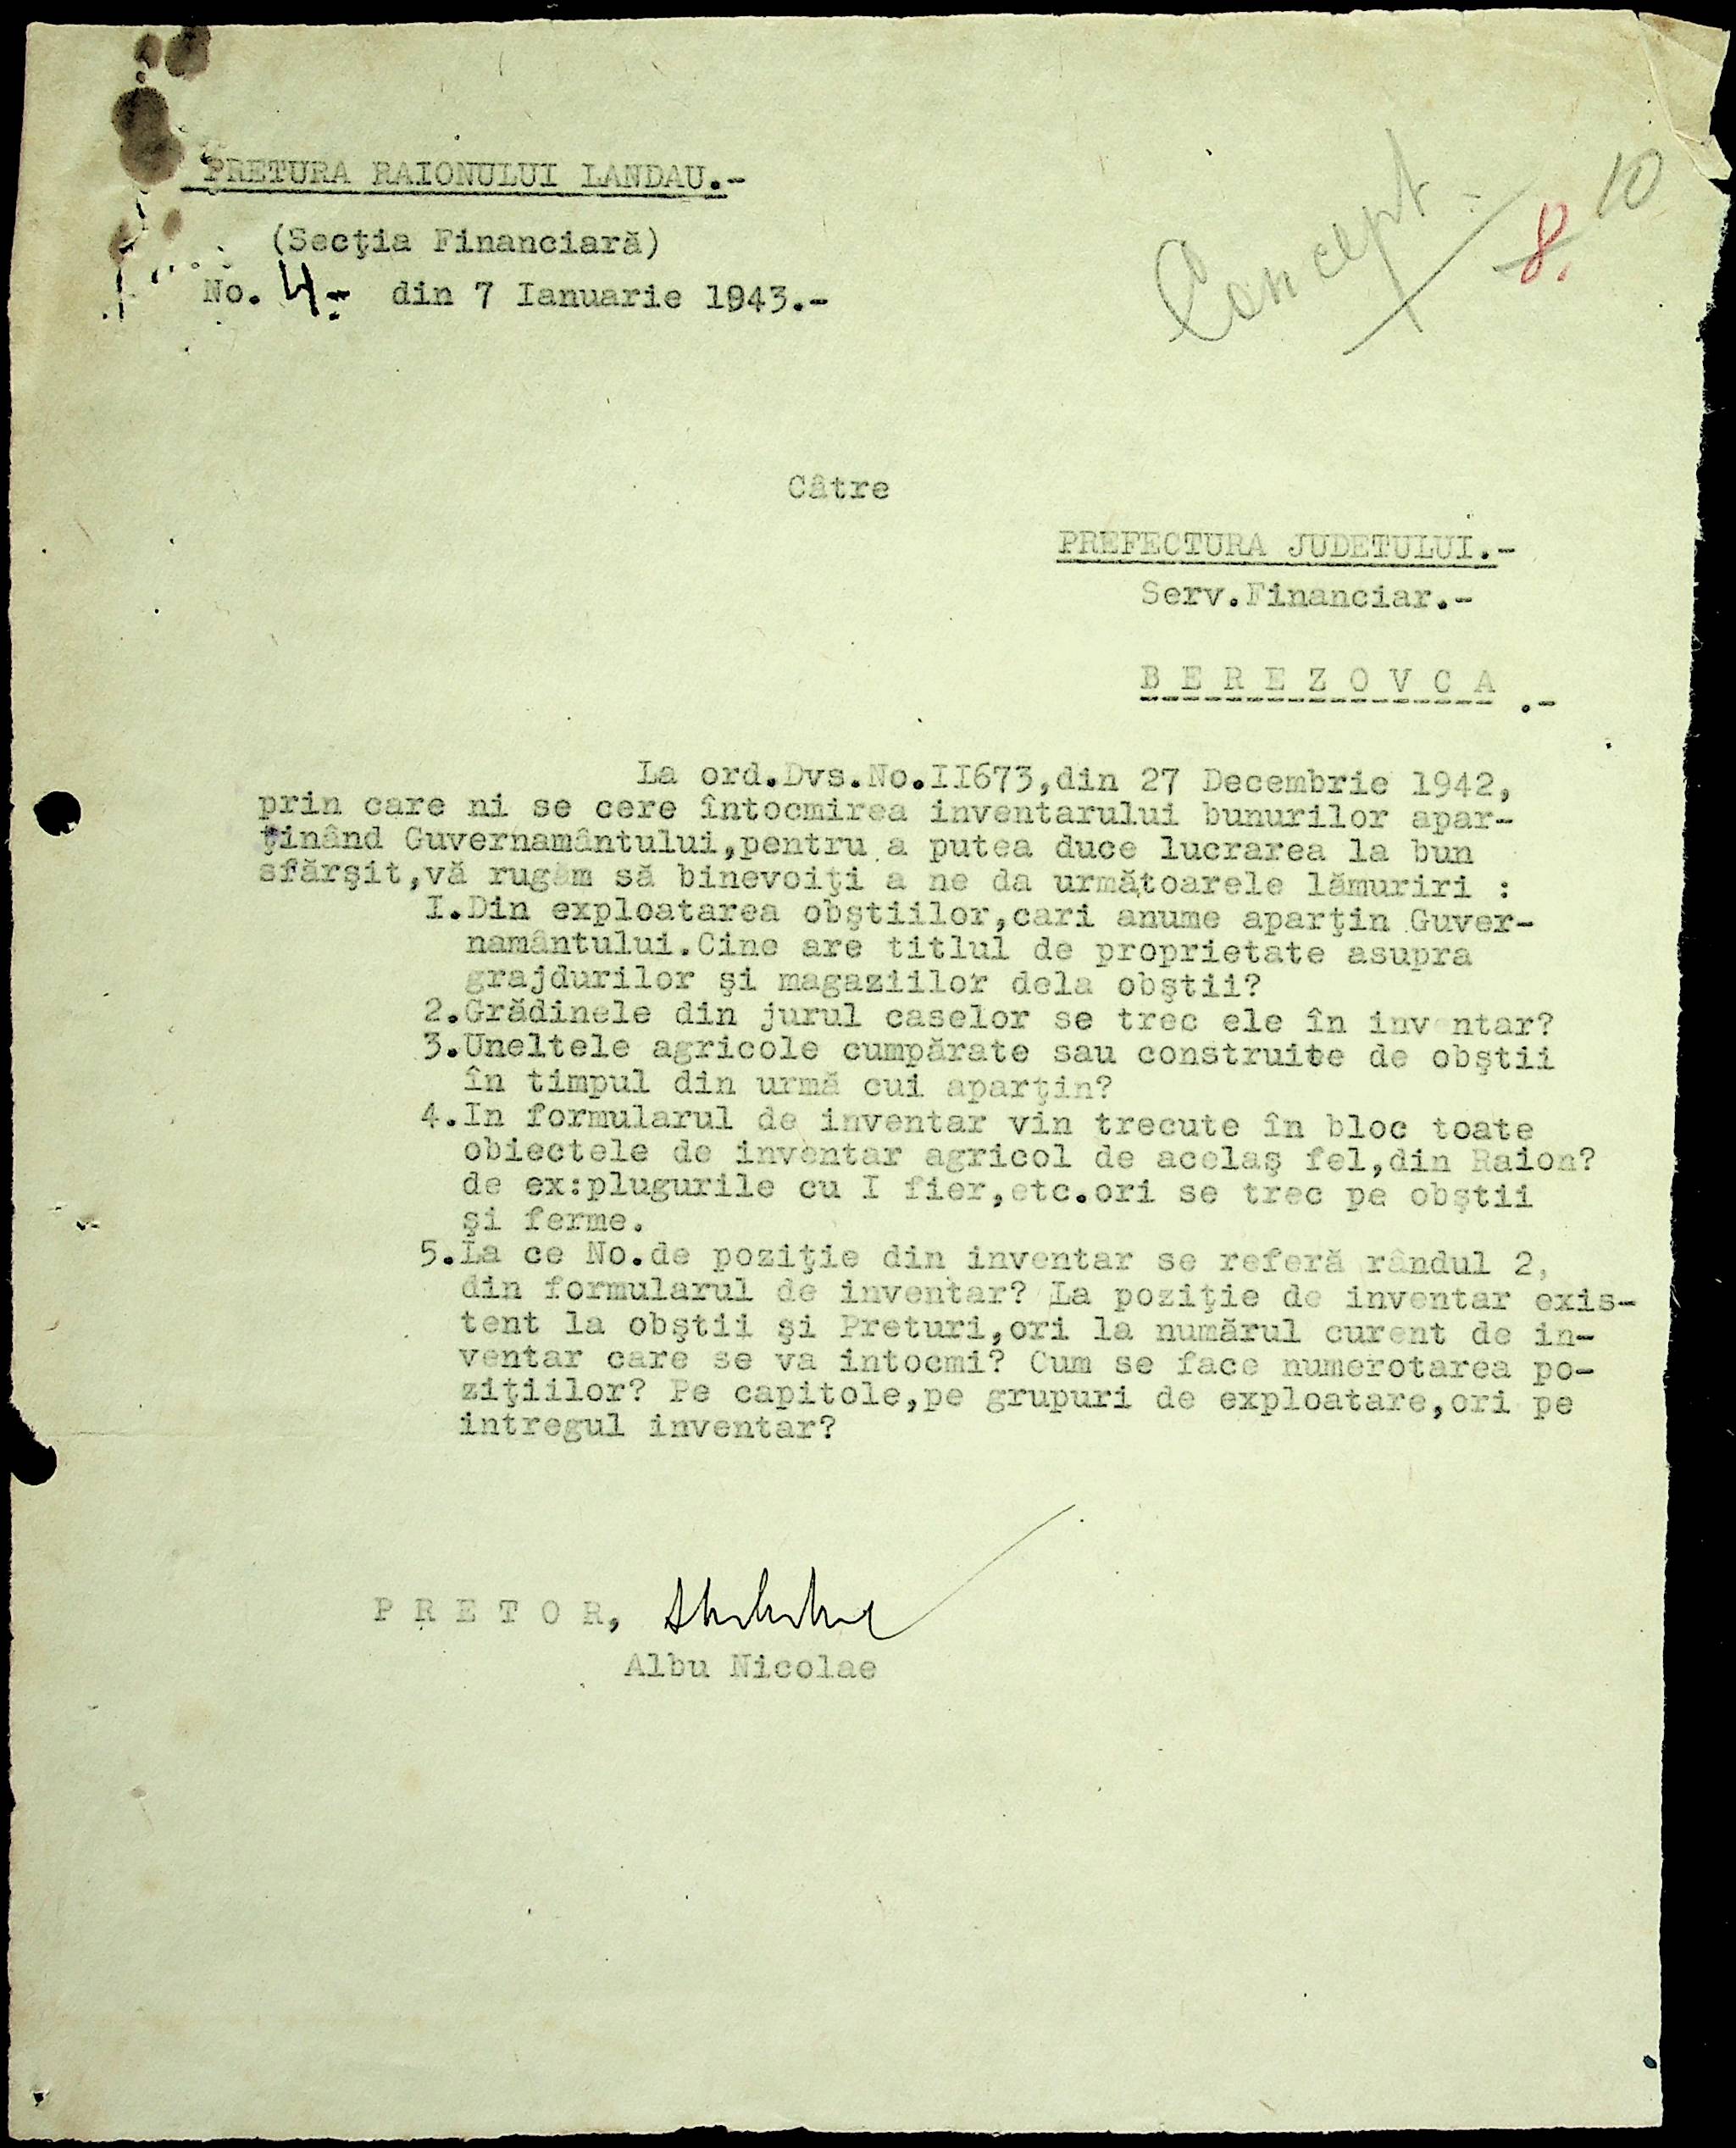 PRETURA RAIONULUI LANDAU.-
(Secţia Financiară)
No. 4.- din 7 Ianuarie 1943.-
Concept -
8.
10
Câtre
PREFECTURA JUDETULUI.-
Serv.Financiar.-
B E R E Z O V C A .-
La ord.Dvs.No.II673,din 27 Decembrie 1942,
prin care ni se cere întocmirea inventarului bunurilor apar-
ţinând Guvernamântului,pentru a putea duce lucrarea la bun
sfărşit,vă rugăm să binevoiţi a ne da următoarele lămuriri :
I.Din exploatarea obştiilor,cari anume aparţin Guver-
namântului.Cine are titlul de proprietate asupra
grajdurilor şi magaziilor dela obştii?
2.Grădinele din jurul caselor se trec ele în inv ntar?
3.Uneltele agricole cumpărate sau construite de obştii
în timpul din urmă cui aparţin?
4.In formularul de inventar vin trecute în bloc toate
obiectele de inventar agricol de acelaş fel,din Raion?
de ex:plugurile cu I fier,etc.ori se trec pe obştii
şi ferme.
5.La ce No.de poziţie din inventar se referă rândul 2,
din formularul de inventar? La poziţie de inventar exis-
tent la obştii şi Preturi,ori la numărul curent de in-
ventar care se va intocmi? Cum se face numerotarea po-
ziţiilor? Pe capitole,pe grupuri de exploatare,ori pe
intregul inventar?
P R E T O R,
Albu Nicolae